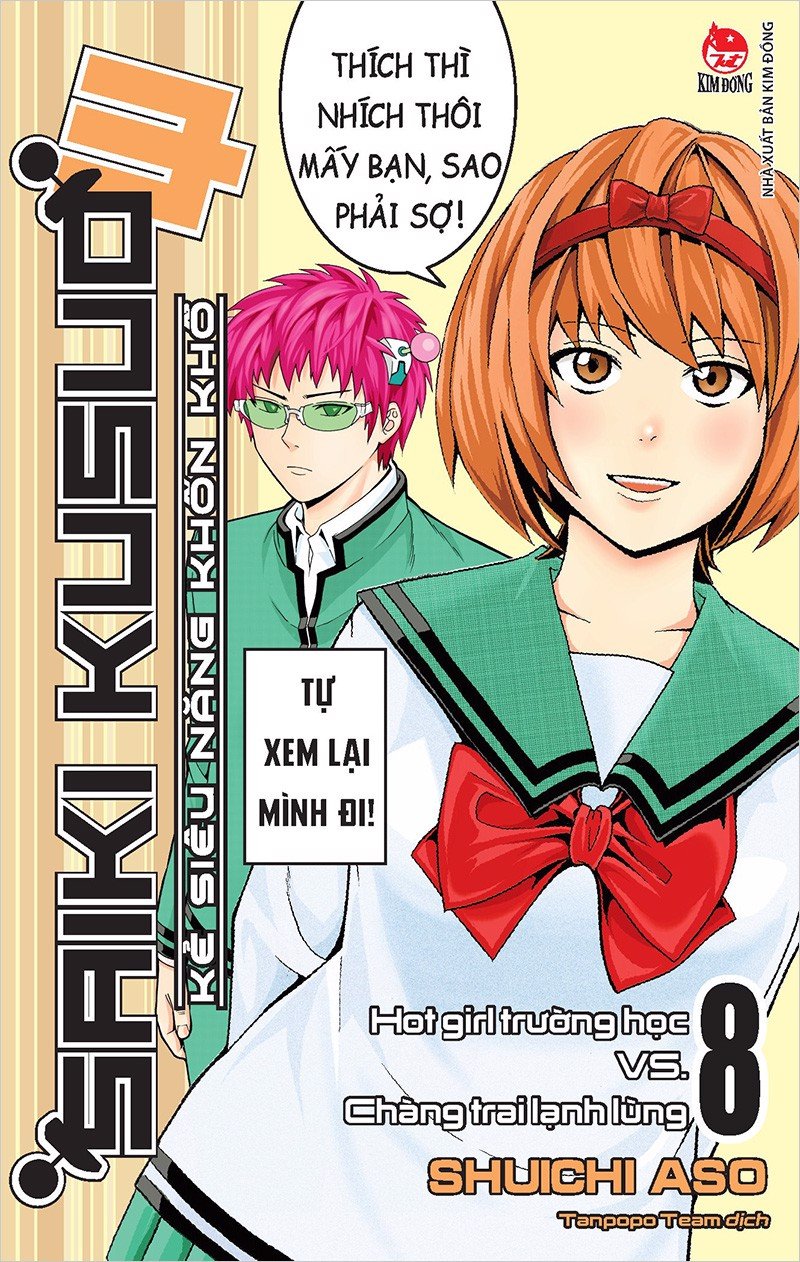 SAIKI KUSUO
KẺ SIÊU NĂNG KHỐN KHỔ
THÍCH THÌ
NHÍCH THÔI
MẤY BẠN, SAO
PHẢI SỢ!
KIM ĐỒNG
NHÀ XUẤT BẢN KIM ĐỒNG
TỰ
XEM LẠI
MÌNH ĐI!
Hot girl trường học
VS.
Chàng trai lạnh lùng
8
SHUICHI ASO
Tanpopo Team dịch